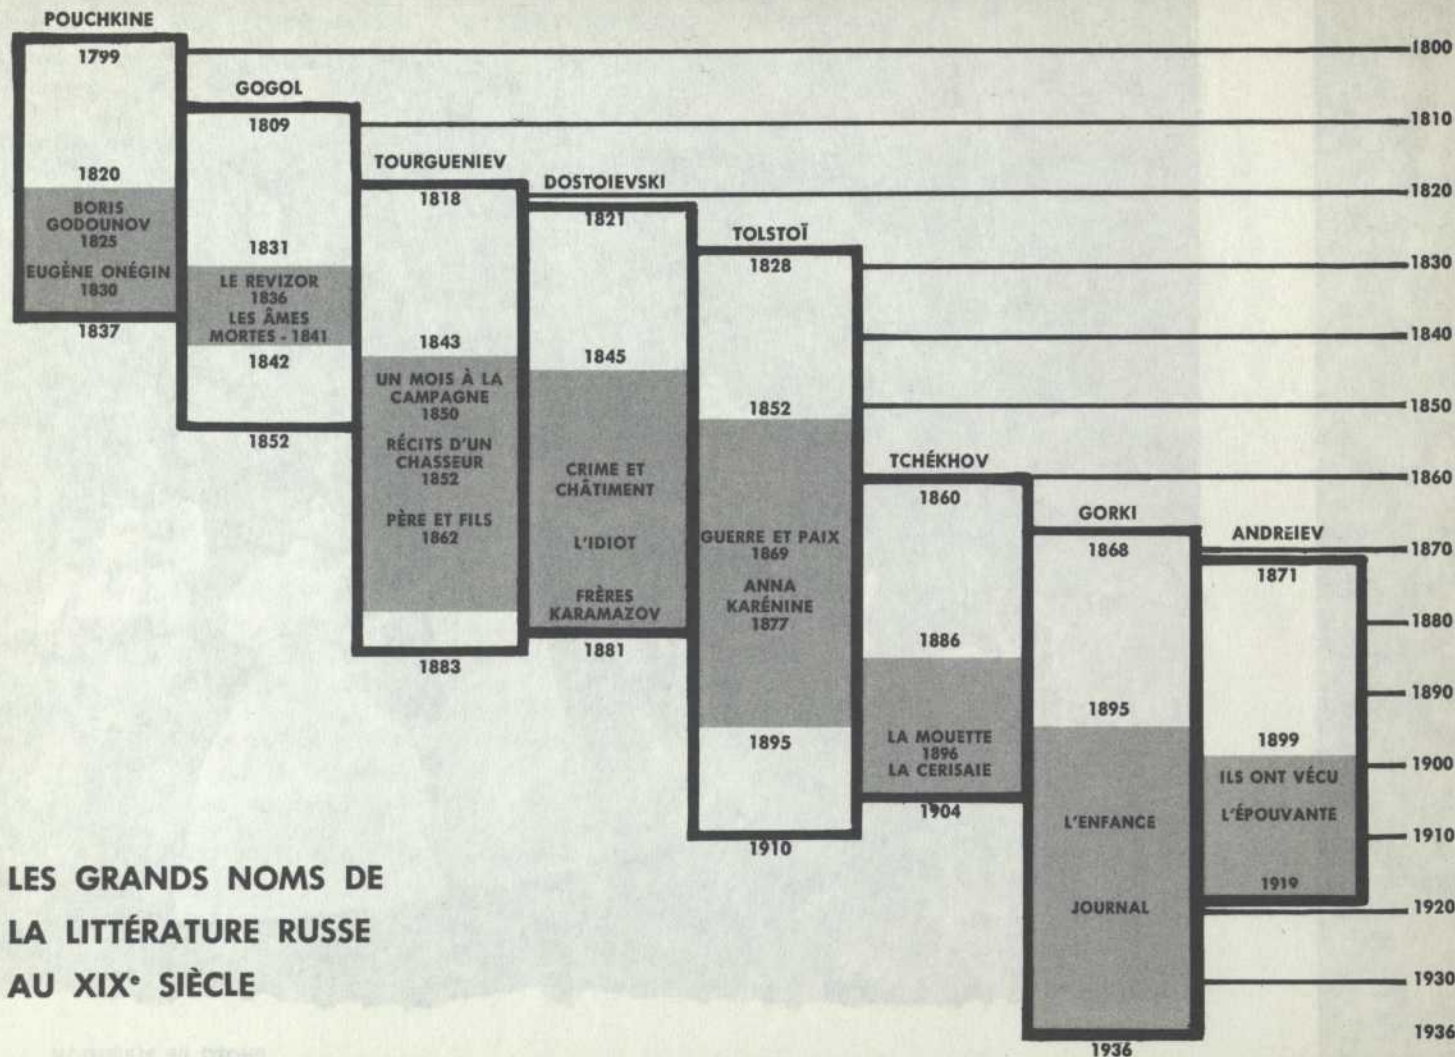 POUCHKINE
1799
1820
BORIS
GODOUNOV
1825
EUGÈNE ONÉGIN
1830
1837
GOGOL
1809
1831
LE REVIZOR
1836
LES ÂMES
MORTES - 1841
1842
1852
TOURGUENIEV
1818
1843
UN MOIS À LA
CAMPAGNE
1850
RÉCITS D'UN
CHASSEUR
1852
PÈRE ET FILS
1862
1883
DOSTOIEVSKI
1821
1845
CRIME ET
CHÂTIMENT
L'IDIOT
FRÈRES
KARAMAZOV
1881
TOLSTOÏ
1828
1852
GUERRE ET PAIX
1869
ANNA
KARÉNINE
1877
1895
1910
TCHÉKHOV
1860
1886
LA MOUETTE
1896
LA CERISAIE
1904
GORKI
1868
1895
L'ENFANCE
JOURNAL
1936
ANDREIEV
1871
1899
ILS ONT VÉCU
L'ÉPOUVANTE
1919
1800
1810
1820
1830
1840
1850
1860
1870
1880
1890
1900
1910
1920
1930
1936
LES GRANDS NOMS DE
LA LITTÉRATURE RUSSE
AU XIXe SIÈCLE